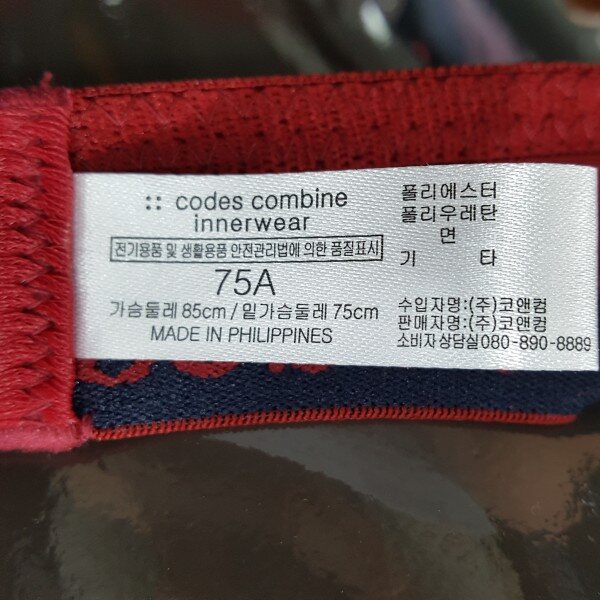 :: codes combine
innerwear
전기용품 및 생활용품 안전관리법에 의한 품질표시
75A
가슴둘레 85cm / 밑가슴둘레 75cm
MADE IN PHILIPPINES
폴리에스터
폴리우레탄
면
기 타
수입자명:(주)코앤컴
판매자명:(주)코앤컴
소비자상담실080-890-8889